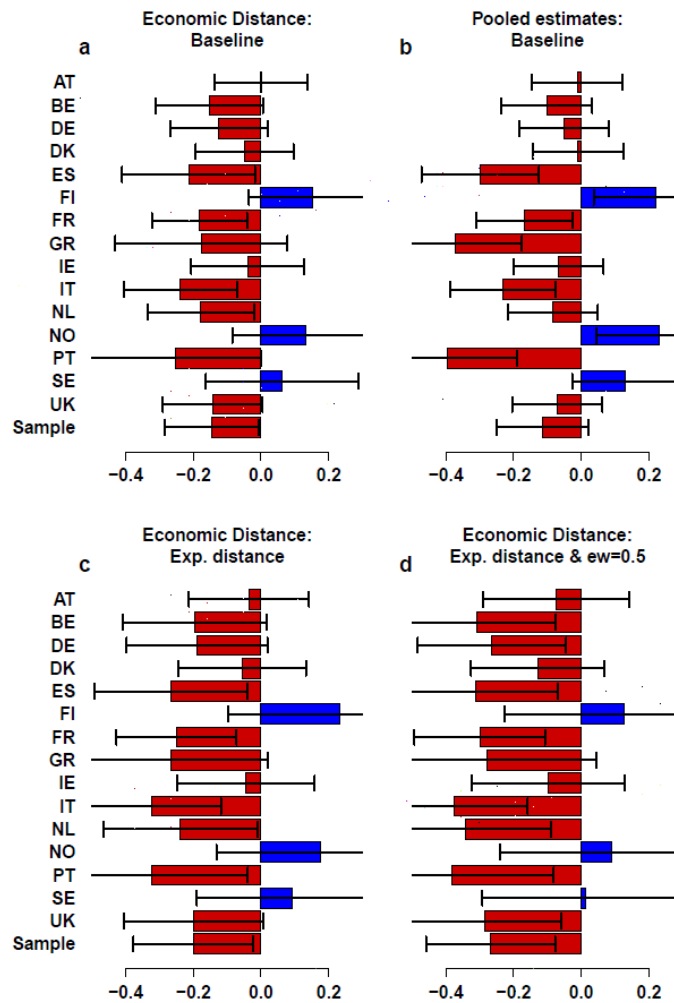 Economic Distance:
Baseline
a
Pooled estimates:
Baseline
b
AT
BE
DE
DK
ES
FI
FR
GR
IE
IT
NL
NO
PT
SE
UK
Sample
−0.4 −0.2 0.0 0.2
−0.4 −0.2 0.0 0.2
Economic Distance:
Exp. distance
c
Economic Distance:
Exp. distance & ew=0.5
d
AT
BE
DE
DK
ES
FI
FR
GR
IE
IT
NL
NO
PT
SE
UK
Sample
−0.4 −0.2 0.0 0.2
−0.4 −0.2 0.0 0.2